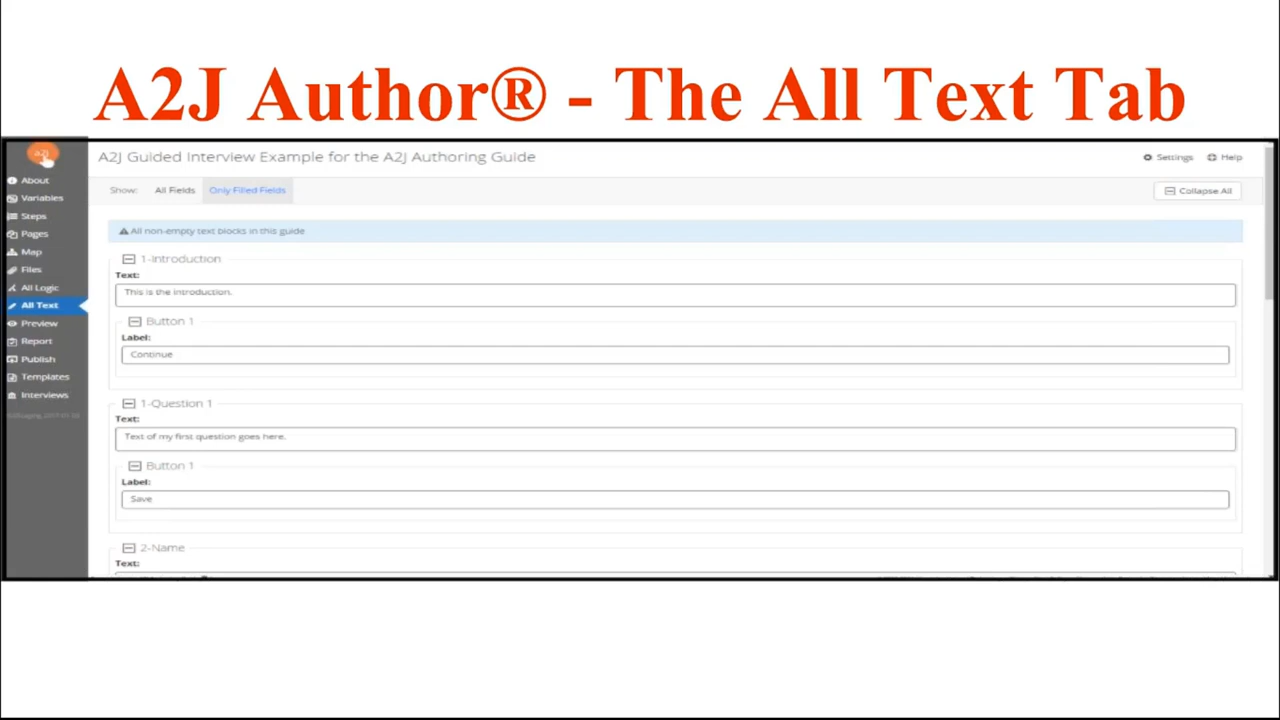 A2J Author® - The All Text Tab
A2J
A2J Guided Interview Example for the A2J Authoring Guide
Settings
Help
About
Variables
Steps
Pages
Map
Files
All Logic
All Text
Preview
Report
Publish
Templates
Interviews
Show: All Fields Only Filled Fields
Collapse All
All non-empty text blocks in this guide
1-Introduction
Text:
This is the introduction.
Button 1
Label:
Continue
1-Question 1
Text:
Text of my first question goes here.
Button 1
Label:
Save
2-Name
Text: